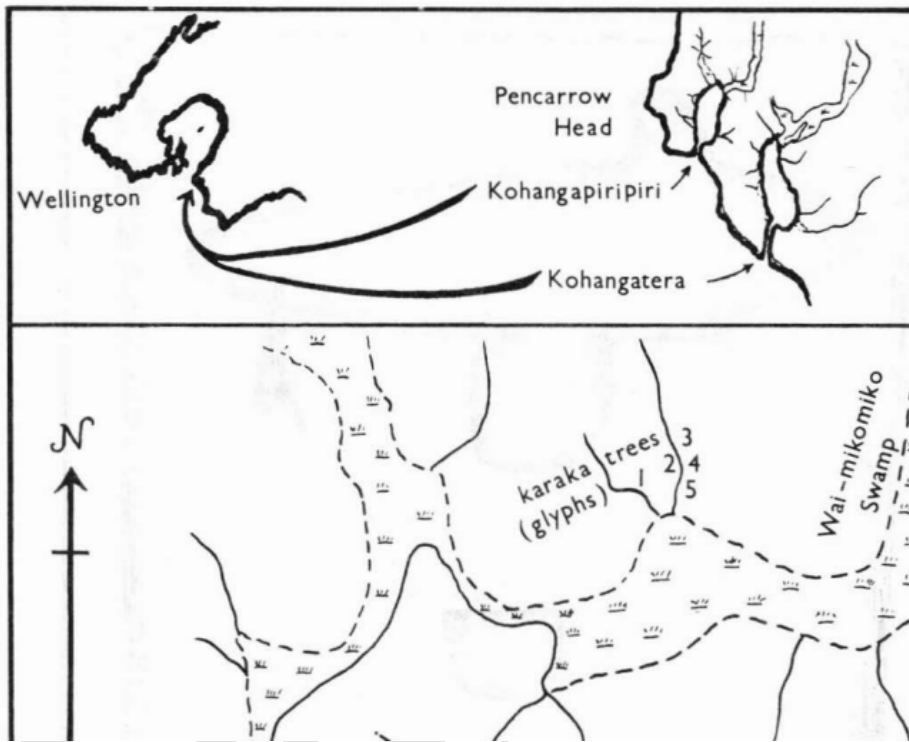 Pencarrow
Head
Wellington
Kohangapiripiri
Kohangatera
N
karaka trees
(glyphs)
1
2
3
4
5
Wai-mikomiko
Swamp